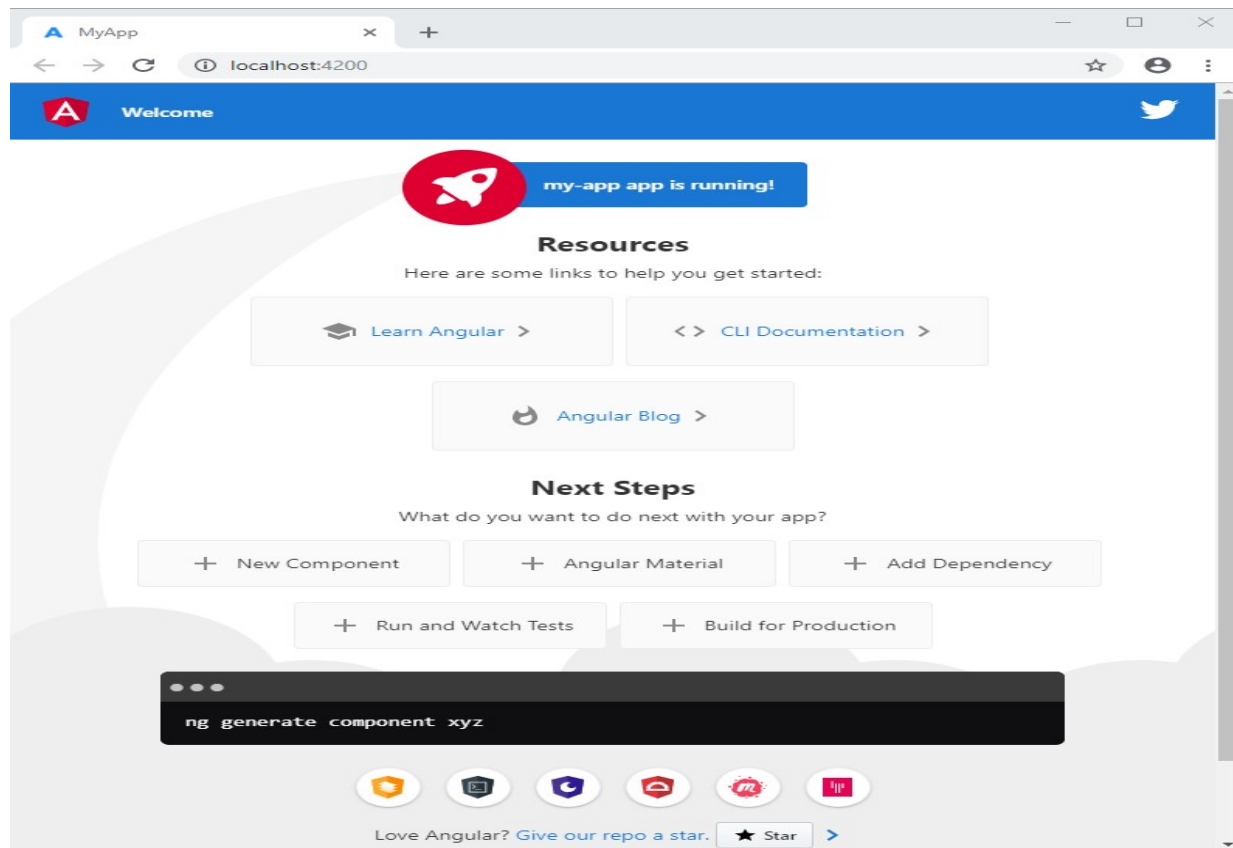 MyApp
localhost:4200
Welcome
my-app app is running!
Resources
Here are some links to help you get started:
Learn Angular
CLI Documentation
Angular Blog
Next Steps
What do you want to do next with your app?
New Component
Angular Material
Add Dependency
Run and Watch Tests
Build for Production
ng generate component xyz
Love Angular? Give our repo a star. Star